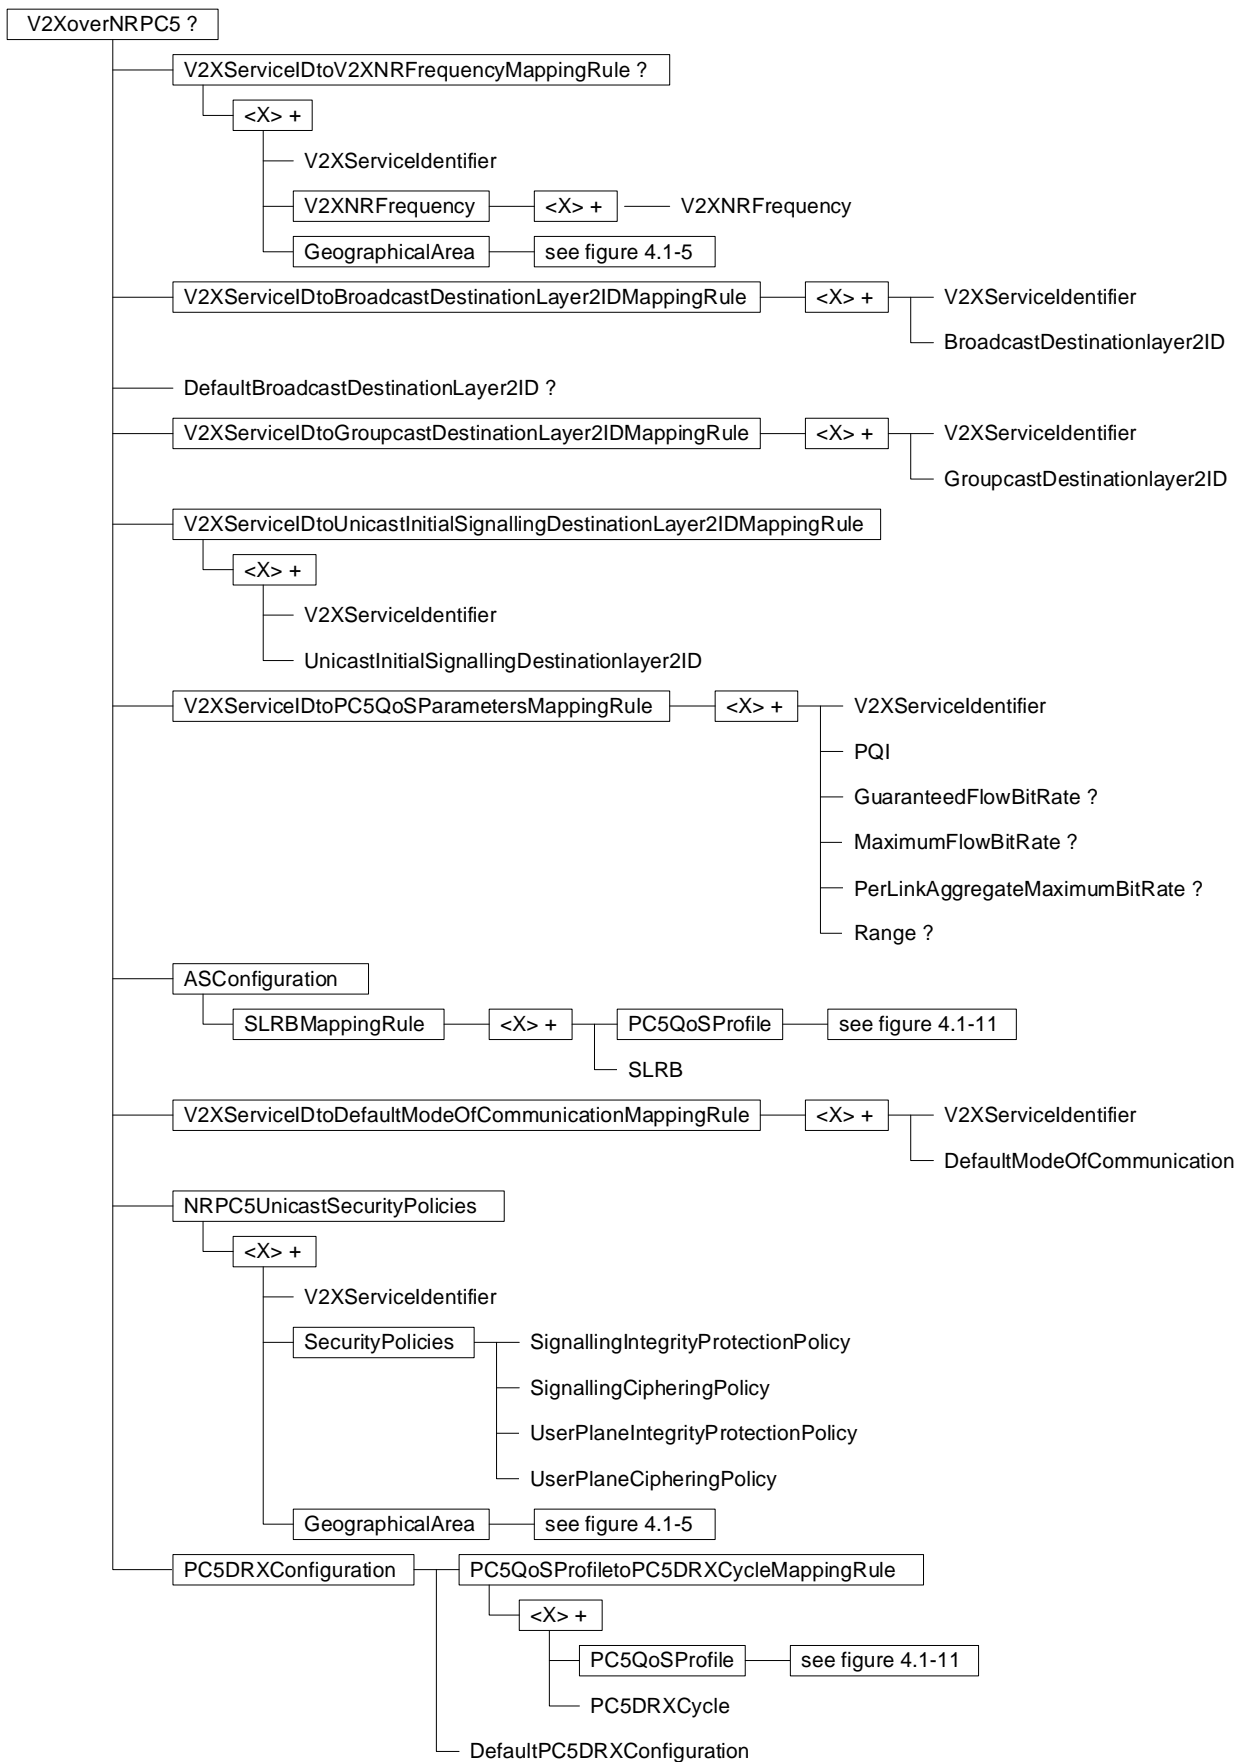 V2XoverNRPC5 ?
V2XServiceIDtoV2XNRFrequencyMappingRule ?
<X> +
V2XServiceIdentifier
V2XNRFrequency <X> + V2XNRFrequency
GeographicalArea see figure 4.1-5
V2XServiceIDtoBroadcastDestinationLayer2IDMappingRule <X> + V2XServiceIdentifier
BroadcastDestinationlayer2ID
DefaultBroadcastDestinationLayer2ID ?
V2XServiceIDtoGroupcastDestinationLayer2IDMappingRule <X> + V2XServiceIdentifier
GroupcastDestinationlayer2ID
V2XServiceIDtoUnicastInitialSignallingDestinationLayer2IDMappingRule
<X> +
V2XServiceIdentifier
UnicastInitialSignallingDestinationlayer2ID
V2XServiceIDtoPC5QoSParametersMappingRule <X> + V2XServiceIdentifier
PQI
GuaranteedFlowBitRate ?
MaximumFlowBitRate ?
PerLinkAggregateMaximumBitRate ?
Range ?
ASConfiguration
SLRBMappingRule <X> + PC5QoSProfile see figure 4.1-11
SLRB
V2XServiceIDtoDefaultModeOfCommunicationMappingRule <X> + V2XServiceIdentifier
DefaultModeOfCommunication
NRPC5UnicastSecurityPolicies
<X> +
V2XServiceIdentifier
SecurityPolicies SignallingIntegrityProtectionPolicy
SignallingCipheringPolicy
UserPlaneIntegrityProtectionPolicy
UserPlaneCipheringPolicy
GeographicalArea see figure 4.1-5
PC5DRXConfiguration PC5QoSProfiletoPC5DRXCycleMappingRule
<X> +
PC5QoSProfile see figure 4.1-11
PC5DRXCycle
DefaultPC5DRXConfiguration